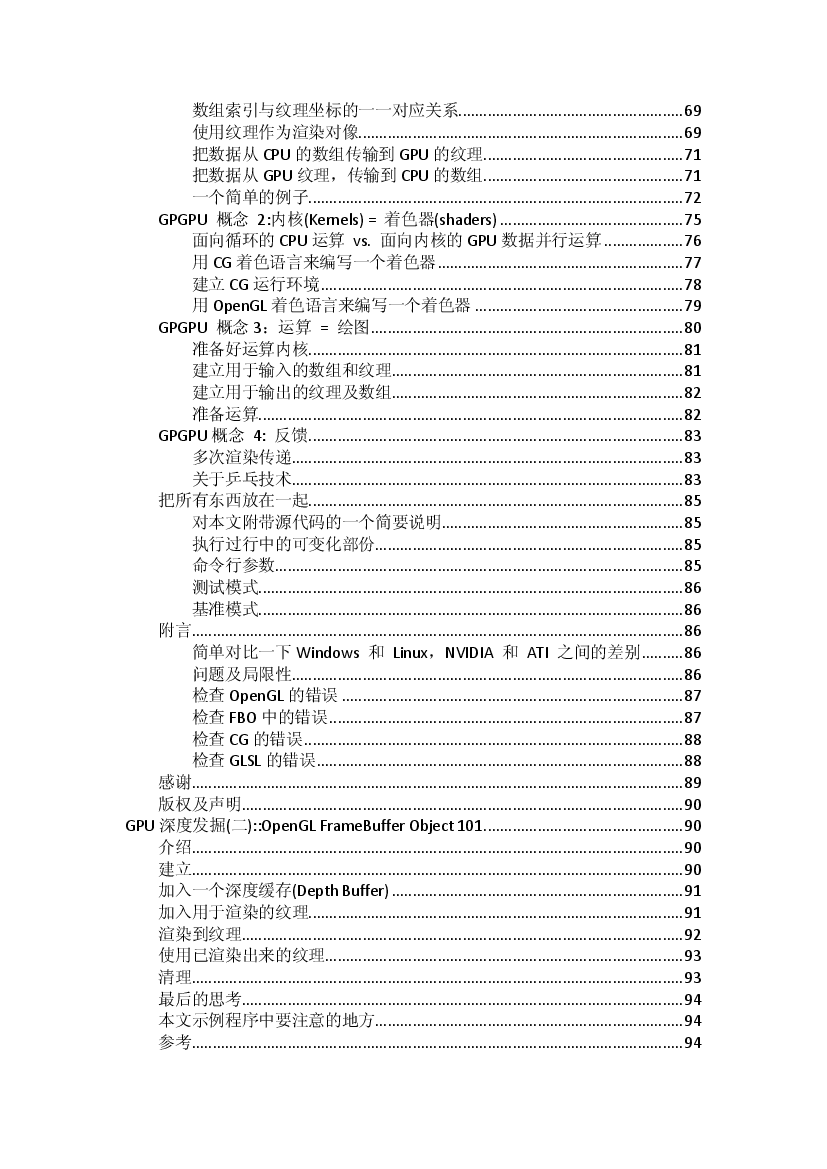 数组索引与纹理坐标的一一对应关系......................................................69
使用纹理作为渲染对像..............................................................................69
把数据从 CPU 的数组传输到 GPU 的纹理................................................71
把数据从 GPU 纹理，传输到 CPU 的数组................................................71
一个简单的例子..........................................................................................72
GPGPU 概念 2:内核(Kernels) = 着色器(shaders) ............................................75
面向循环的 CPU 运算 vs. 面向内核的 GPU 数据并行运算 ...................76
用 CG 着色语言来编写一个着色器 ...........................................................77
建立 CG 运行环境.......................................................................................78
用 OpenGL 着色语言来编写一个着色器 ..................................................79
GPGPU 概念 3：运算 = 绘图...........................................................................80
准备好运算内核..........................................................................................81
建立用于输入的数组和纹理......................................................................81
建立用于输出的纹理及数组......................................................................82
准备运算......................................................................................................82
GPGPU 概念 4: 反馈..........................................................................................83
多次渲染传递..............................................................................................83
关于乒乓技术..............................................................................................83
把所有东西放在一起..........................................................................................85
对本文附带源代码的一个简要说明..........................................................85
执行过行中的可变化部份..........................................................................85
命令行参数..................................................................................................85
测试模式......................................................................................................86
基准模式......................................................................................................86
附言......................................................................................................................86
简单对比一下 Windows 和 Linux，NVIDIA 和 ATI 之间的差别..........86
问题及局限性..............................................................................................86
检查 OpenGL 的错误 ..................................................................................87
检查 FBO 中的错误.....................................................................................87
检查 CG 的错误...........................................................................................88
检查 GLSL 的错误........................................................................................88
感谢......................................................................................................................89
版权及声明..........................................................................................................90
GPU 深度发掘(二)::OpenGL FrameBuffer Object 101................................................90
介绍......................................................................................................................90
建立......................................................................................................................90
加入一个深度缓存(Depth Buffer) ......................................................................91
加入用于渲染的纹理..........................................................................................91
渲染到纹理..........................................................................................................92
使用已渲染出来的纹理......................................................................................93
清理......................................................................................................................93
最后的思考..........................................................................................................94
本文示例程序中要注意的地方..........................................................................94
参考......................................................................................................................94